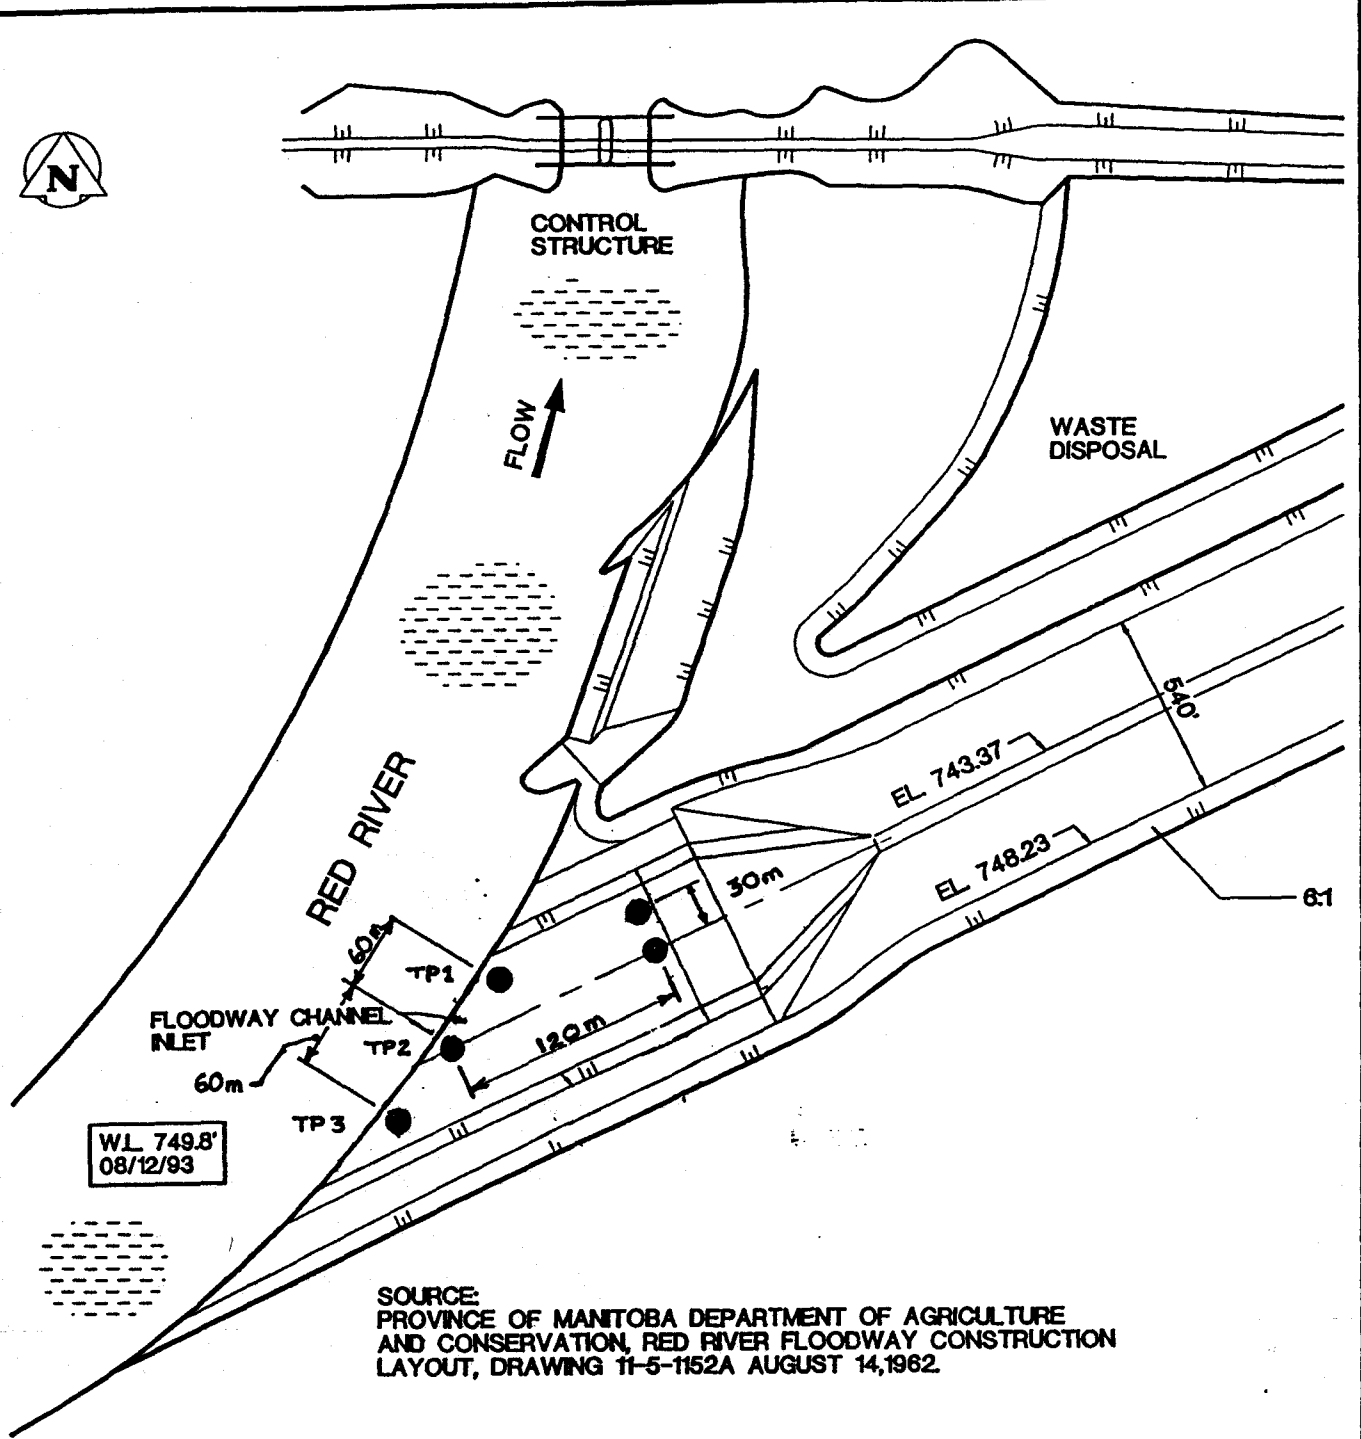 N
CONTROL
STRUCTURE
FLOW
WASTE
DISPOSAL
540'
RED RIVER
EL. 743.37
EL. 748.23
6:1
30m
60m
TP1
FLOODWAY CHANNEL
INLET
TP2
120m
60m
TP3
W.L. 749.8'
08/12/93
SOURCE:
PROVINCE OF MANITOBA DEPARTMENT OF AGRICULTURE
AND CONSERVATION, RED RIVER FLOODWAY CONSTRUCTION
LAYOUT, DRAWING 11-5-1152A AUGUST 14,1962.